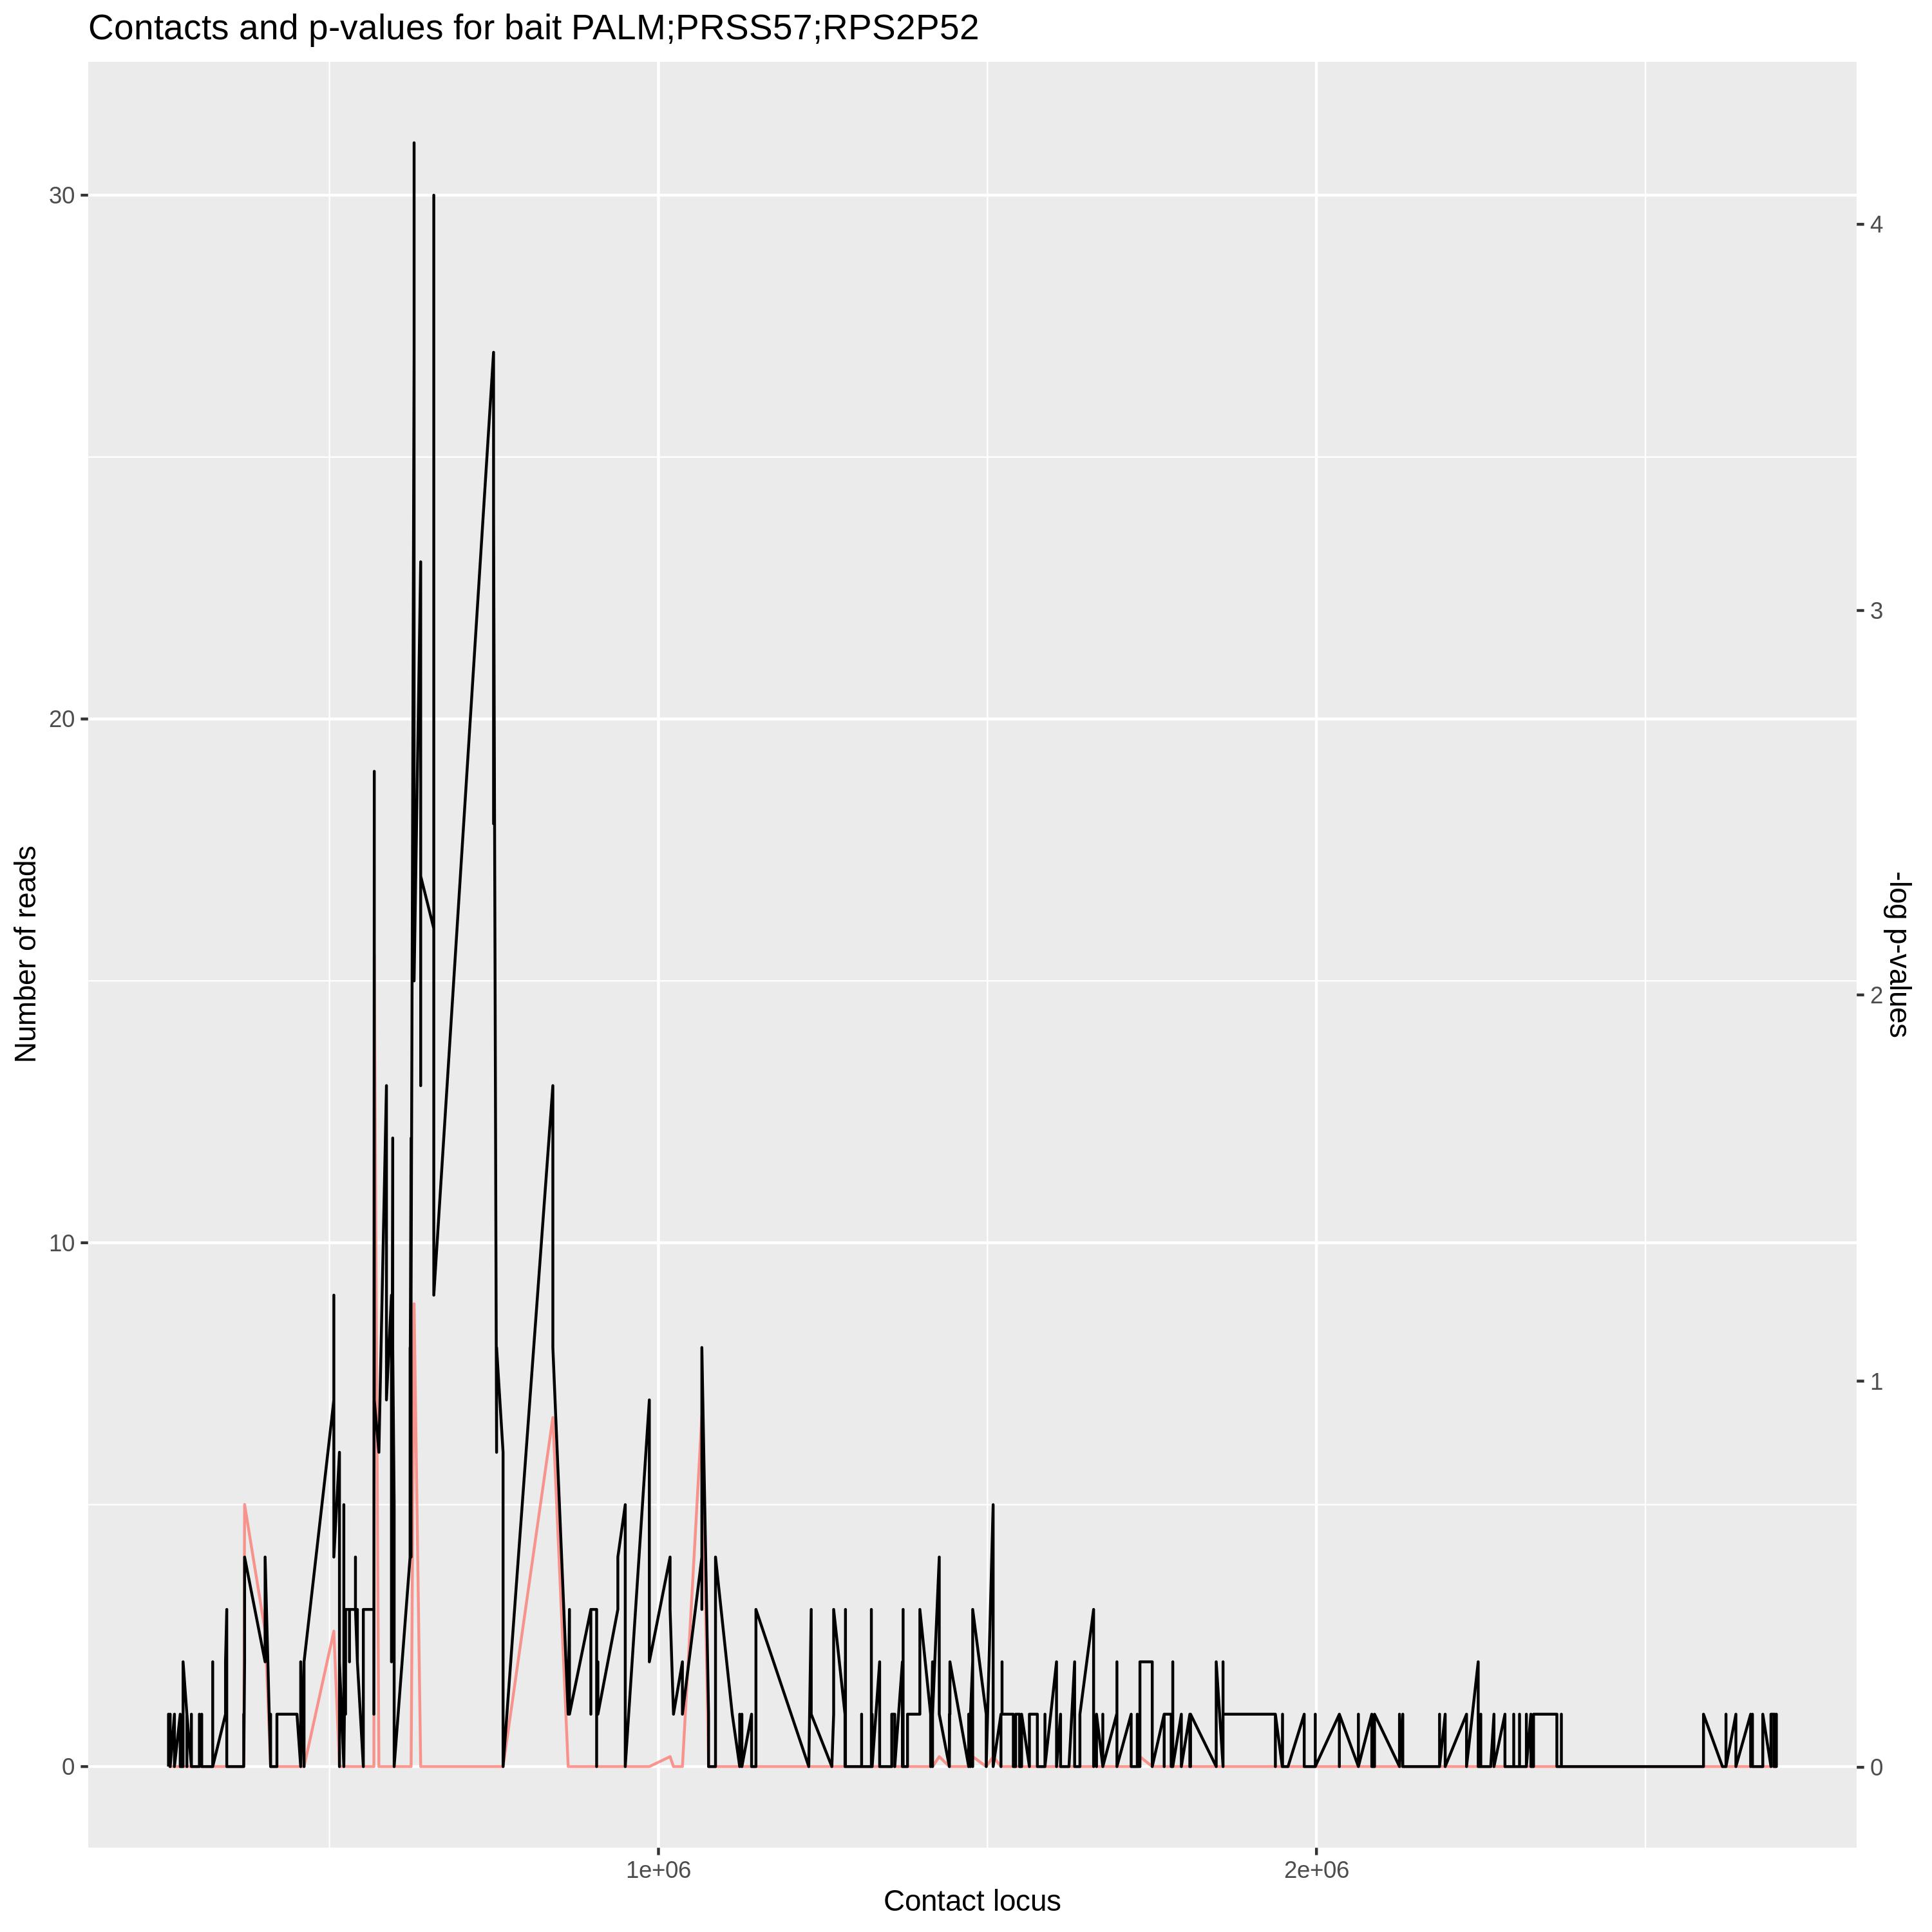 Contacts and p-values for bait PALM;PRSS57;RPS2P52
30
20
10
0
Number of reads
4
3
2
1
0
-log p-values
1e+06
2e+06
Contact locus